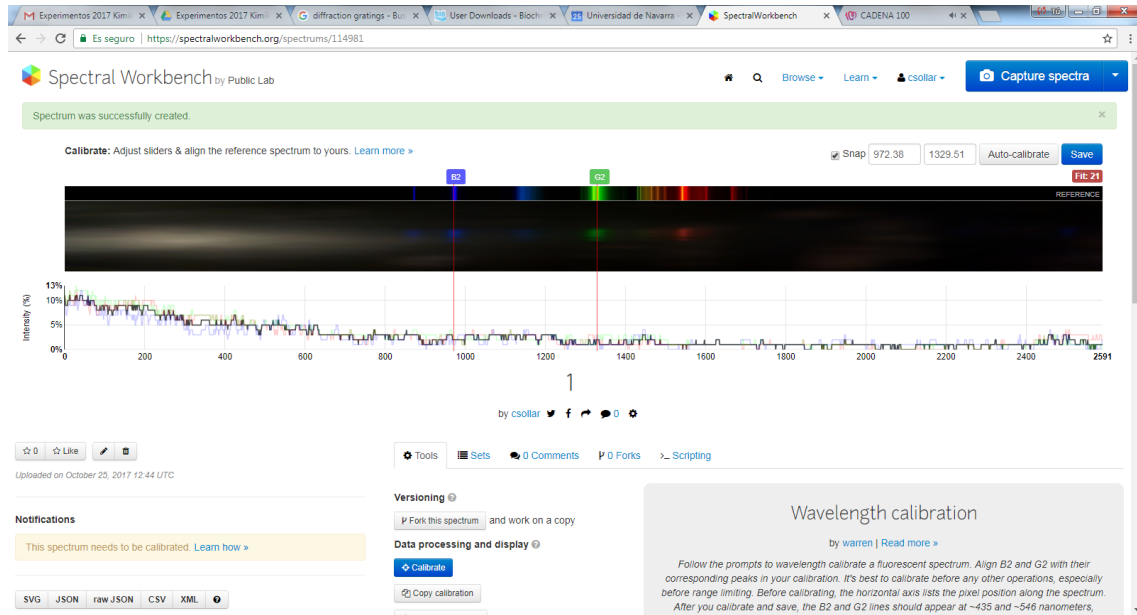 Experimentos 2017 Kimi
Experimentos 2017 Kimi
diffraction gratings - Bus
User Downloads - Biochr
Universidad de Navarra -
SpectralWorkbench
CADENA 100
Es seguro | https://spectralworkbench.org/spectrums/114981
Spectral Workbench by Public Lab
Browse
Learn
csollar
Capture spectra
Spectrum was successfully created.
×
Calibrate: Adjust sliders & align the reference spectrum to yours. Learn more »
Snap 972.38 1329.51 Auto-calibrate Save
B2 G2 Fit: 21
REFERENCE
Intensity (%)
13%
10%
5%
0%
0 200 400 600 800 1000 1200 1400 1600 1800 2000 2200 2400 2591
1
by csollar 0
0 Like
Uploaded on October 25, 2017 12:44 UTC
Notifications
This spectrum needs to be calibrated. Learn how »
SVG JSON raw JSON CSV XML
Tools Sets 0 Comments 0 Forks >_ Scripting
Versioning
Fork this spectrum and work on a copy
Data processing and display
Calibrate
Copy calibration
Wavelength calibration
by warren | Read more »
Follow the prompts to wavelength calibrate a fluorescent spectrum. Align B2 and G2 with their
corresponding peaks in your calibration. It's best to calibrate before any other operations, especially
before range limiting. Before calibrating, the horizontal axis lists the pixel position along the spectrum.
After you calibrate and save, the B2 and G2 lines should appear at ~435 and ~546 nanometers,